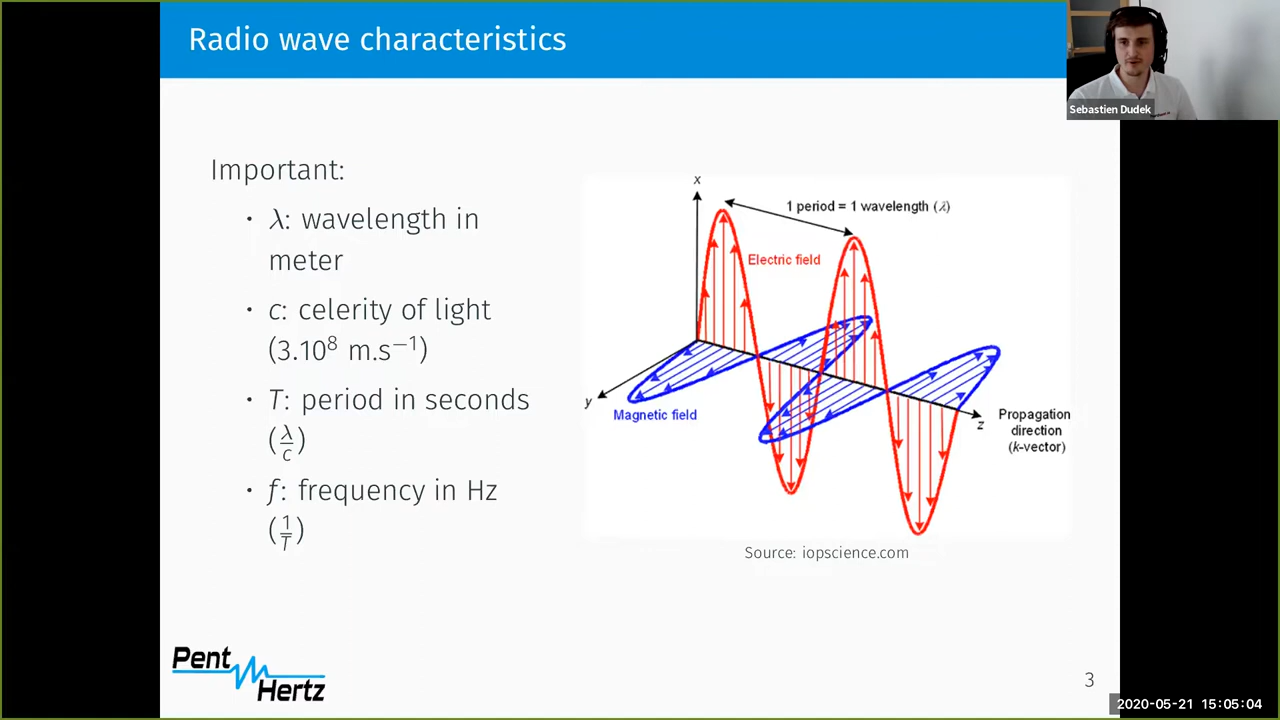 Radio wave characteristics
Sebastien Dudek
Important:
· λ: wavelength in
meter
· c: celerity of light
(3.10⁸ m.s⁻¹)
· T: period in seconds
(λ/c)
· f: frequency in Hz
(1/T)
x
1 period = 1 wavelength (λ)
Electric field
y
Magnetic field
z
Propagation
direction
(k-vector)
Source: iopscience.com
Pent
Hertz
3
2020-05-21 15:05:04